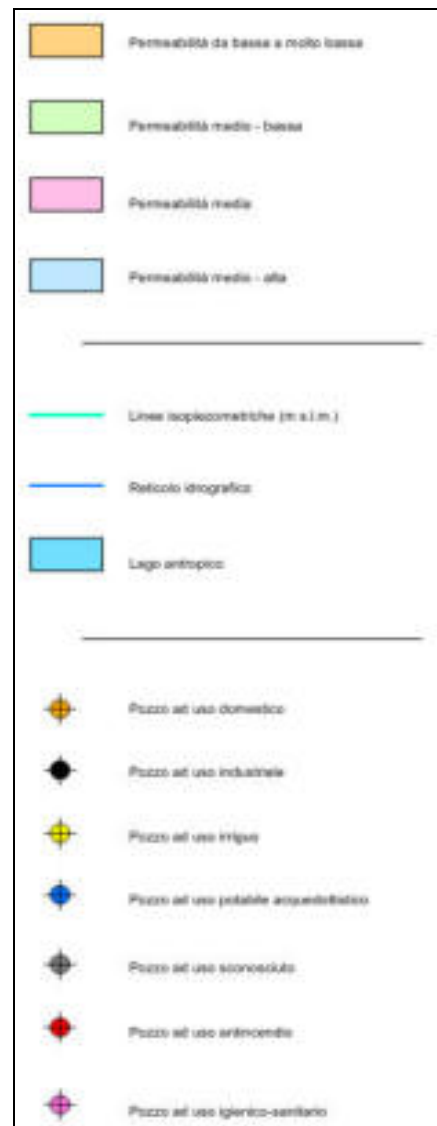 Permeabilità da bassa a molto bassa
Permeabilità medio - bassa
Permeabilità media
Permeabilità medio - alta
Linee isopiezometriche (m s.l.m.)
Reticolo idrografico
Lago antropico
Pozzo ad uso domestico
Pozzo ad uso industriale
Pozzo ad uso irriguo
Pozzo ad uso potabile acquedottistico
Pozzo ad uso sconosciuto
Pozzo ad uso antincendio
Pozzo ad uso igienico-sanitario